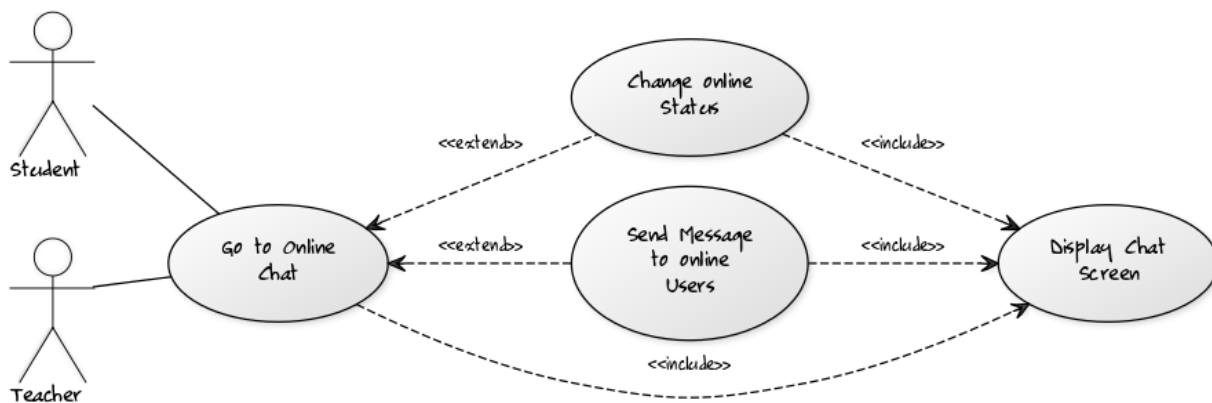 Student
Teacher
Go to Online
Chat
Change online
Status
<<extend>>
<<include>>
Send Message
to online
Users
<<extend>>
<<include>>
Display Chat
Screen
<<include>>